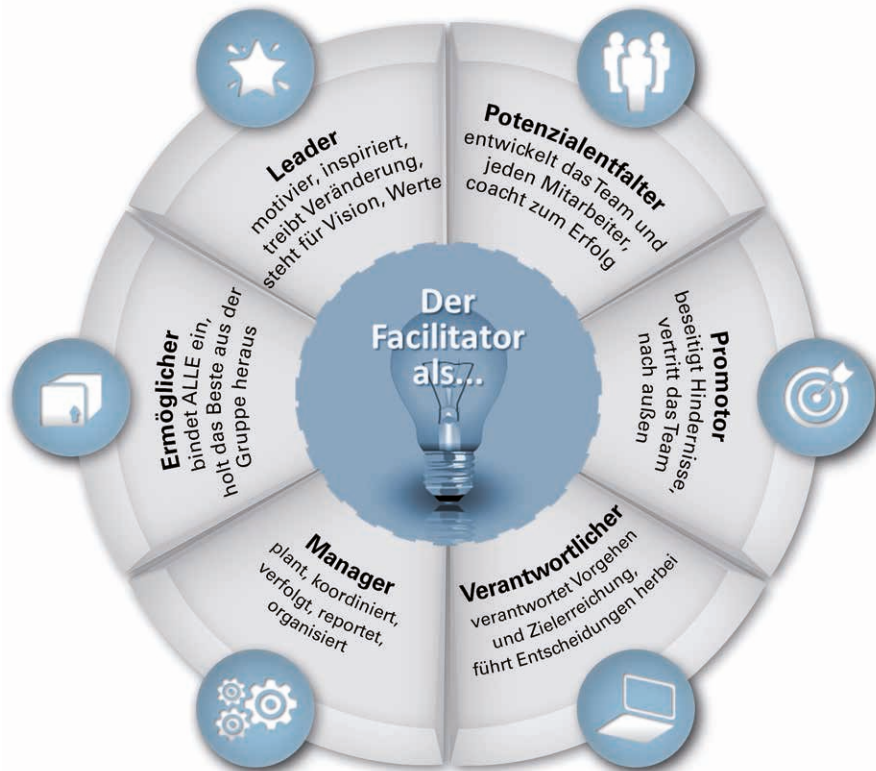 Der
Facilitator
als...
Leader
motivier, inspiriert,
treibt Veränderung,
steht für Vision, Werte
Potenzialentfalter
entwickelt das Team und
jeden Mitarbeiter,
coacht zum Erfolg
Promotor
beseitigt Hindernisse,
vertritt das Team
nach außen
Verantwortlicher
verantwortet Vorgehen
und Zielerreichung,
führt Entscheidungen herbei
Manager
plant, koordiniert,
verfolgt, reportet,
organisiert
Ermöglicher
bindet ALLE ein,
holt das Beste aus der
Gruppe heraus